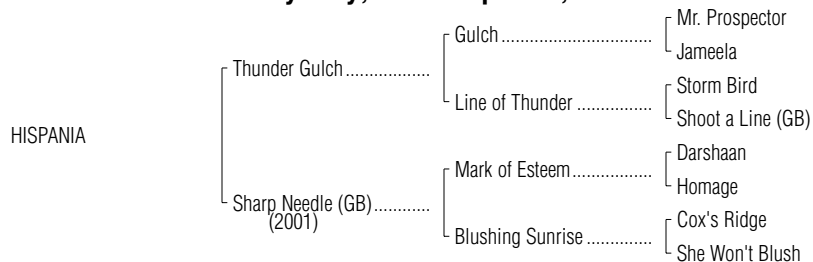 Mr. Prospector
Gulch
Jameela
Thunder Gulch
Storm Bird
Line of Thunder
Shoot a Line (GB)
HISPANIA
Darshaan
Mark of Esteem
Homage
Sharp Needle (GB)
(2001)
Cox's Ridge
Blushing Sunrise
She Won't Blush